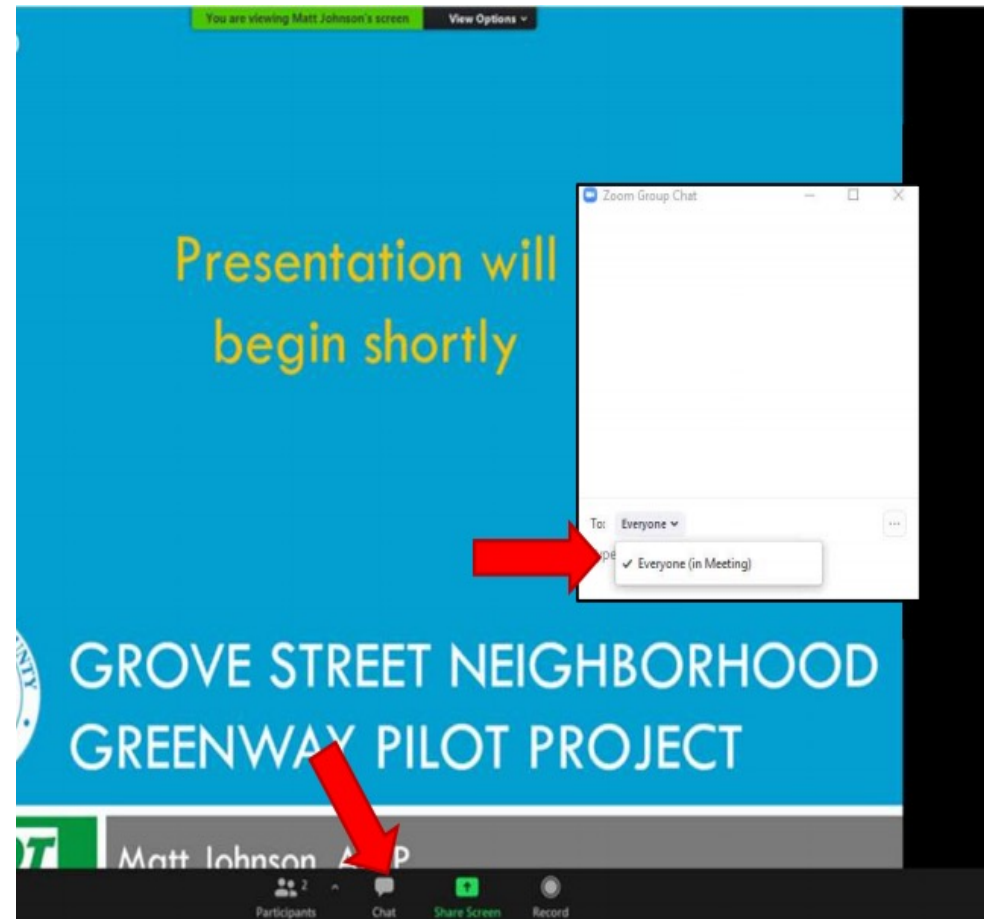 You are viewing Matt Johnson's screen View Options
Zoom Group Chat
Presentation will
begin shortly
To: Everyone
✓ Everyone (in Meeting)
GROVE STREET NEIGHBORHOOD
GREENWAY PILOT PROJECT
Matt Johnson
2
Participants Chat Share Screen Record